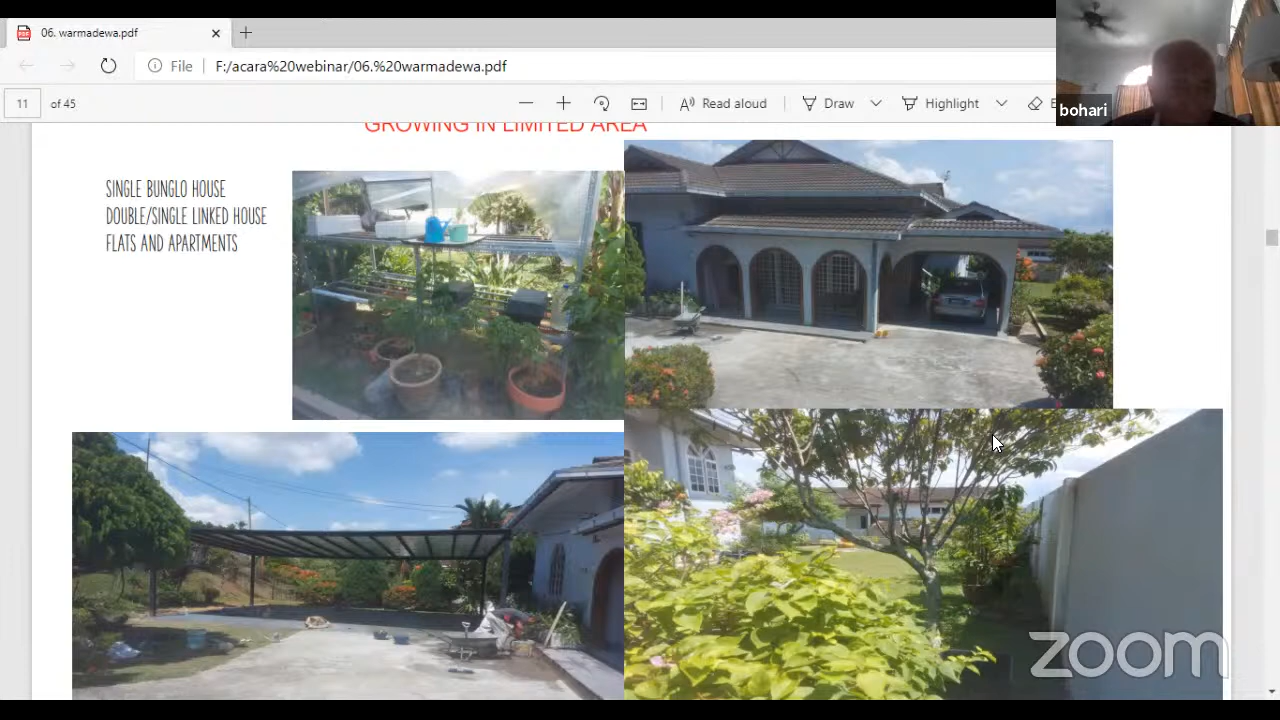 06. warmadewa.pdf
File
F:/acara%20webinar/06.%20warmadewa.pdf
11 of 45
Read aloud
Draw
Highlight
bohari
GROWING IN LIMITED AREA
SINGLE BUNGLO HOUSE
DOUBLE/SINGLE LINKED HOUSE
FLATS AND APARTMENTS
zoom